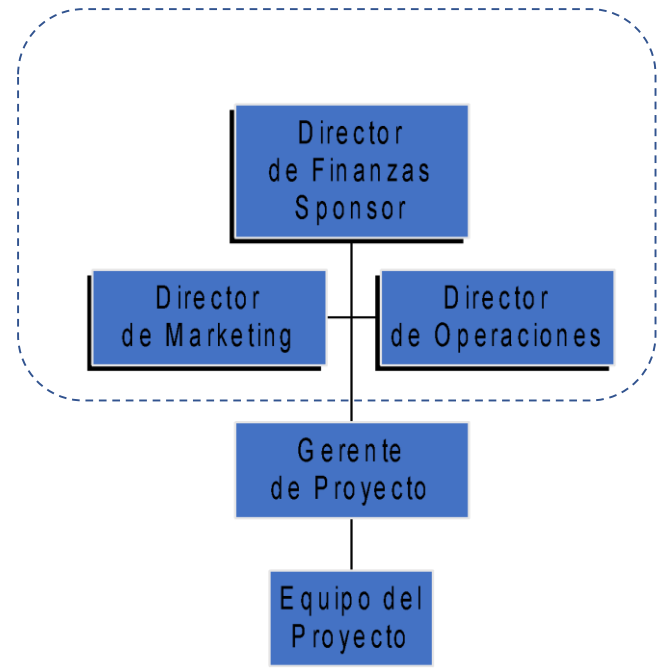 Director
de Finanzas
Sponsor
Director
de Marketing
Director
de Operaciones
Gerente
de Proyecto
Equipo del
Proyecto